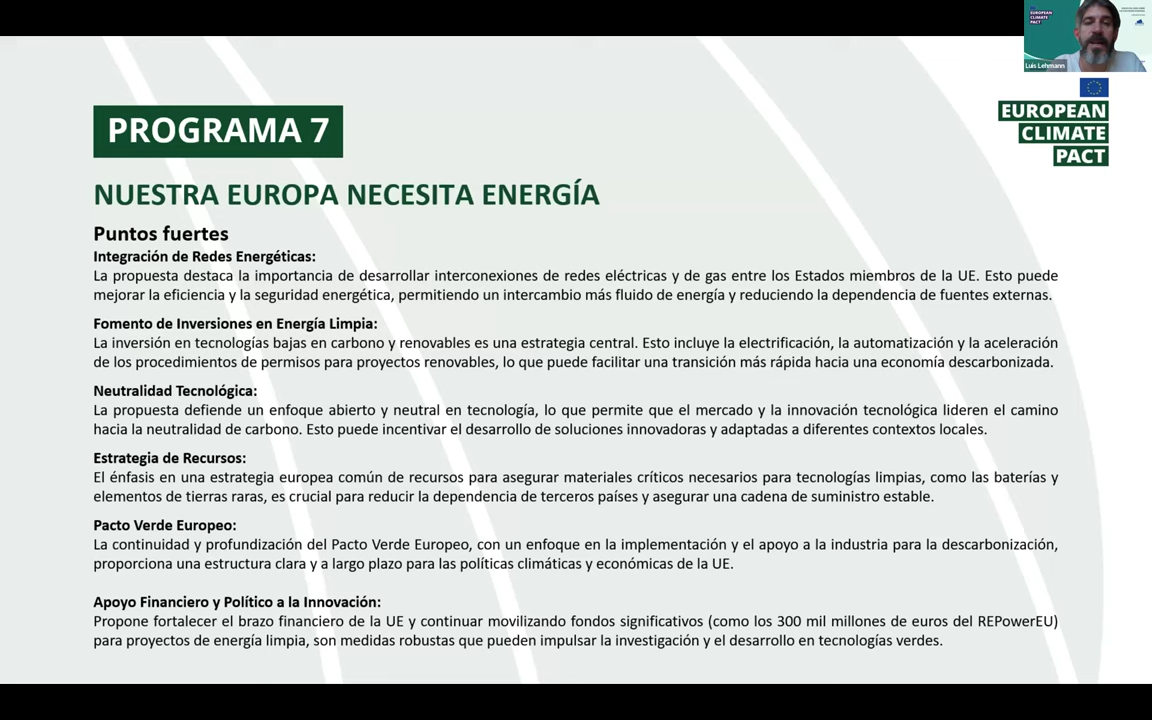 EUROPEAN
CLIMATE
PACT
Luis Lehmann
EUROPEAN
CLIMATE
PACT
PROGRAMA 7
NUESTRA EUROPA NECESITA ENERGÍA
Puntos fuertes
Integración de Redes Energéticas:
La propuesta destaca la importancia de desarrollar interconexiones de redes eléctricas y de gas entre los Estados miembros de la UE. Esto puede
mejorar la eficiencia y la seguridad energética, permitiendo un intercambio más fluido de energía y reduciendo la dependencia de fuentes externas.
Fomento de Inversiones en Energía Limpia:
La inversión en tecnologías bajas en carbono y renovables es una estrategia central. Esto incluye la electrificación, la automatización y la aceleración
de los procedimientos de permisos para proyectos renovables, lo que puede facilitar una transición más rápida hacia una economía descarbonizada.
Neutralidad Tecnológica:
La propuesta defiende un enfoque abierto y neutral en tecnología, lo que permite que el mercado y la innovación tecnológica lideren el camino
hacia la neutralidad de carbono. Esto puede incentivar el desarrollo de soluciones innovadoras y adaptadas a diferentes contextos locales.
Estrategia de Recursos:
El énfasis en una estrategia europea común de recursos para asegurar materiales críticos necesarios para tecnologías limpias, como las baterías y
elementos de tierras raras, es crucial para reducir la dependencia de terceros países y asegurar una cadena de suministro estable.
Pacto Verde Europeo:
La continuidad y profundización del Pacto Verde Europeo, con un enfoque en la implementación y el apoyo a la industria para la descarbonización,
proporciona una estructura clara y a largo plazo para las políticas climáticas y económicas de la UE.
Apoyo Financiero y Político a la Innovación:
Propone fortalecer el brazo financiero de la UE y continuar movilizando fondos significativos (como los 300 mil millones de euros del REPowerEU)
para proyectos de energía limpia, son medidas robustas que pueden impulsar la investigación y el desarrollo en tecnologías verdes.